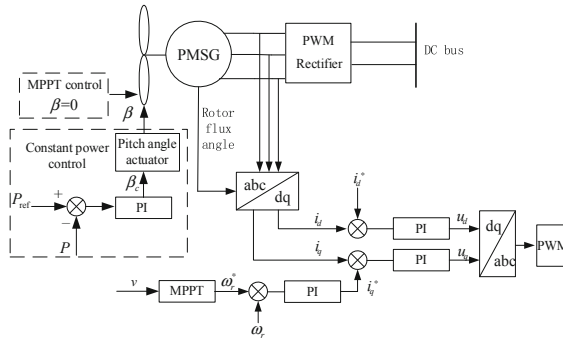 PMSG
PWM
Rectifier
DC bus
MPPT control
β=0
β
Rotor
flux
angle
Constant power
control
Pitch angle
actuator
β_c
P_ref
+
−
P
PI
abc
dq
i_d^*
i_d
PI
u_d
i_q
PI
u_q
dq
abc
PWM
v
MPPT
ω_r^*
PI
i_q^*
ω_r